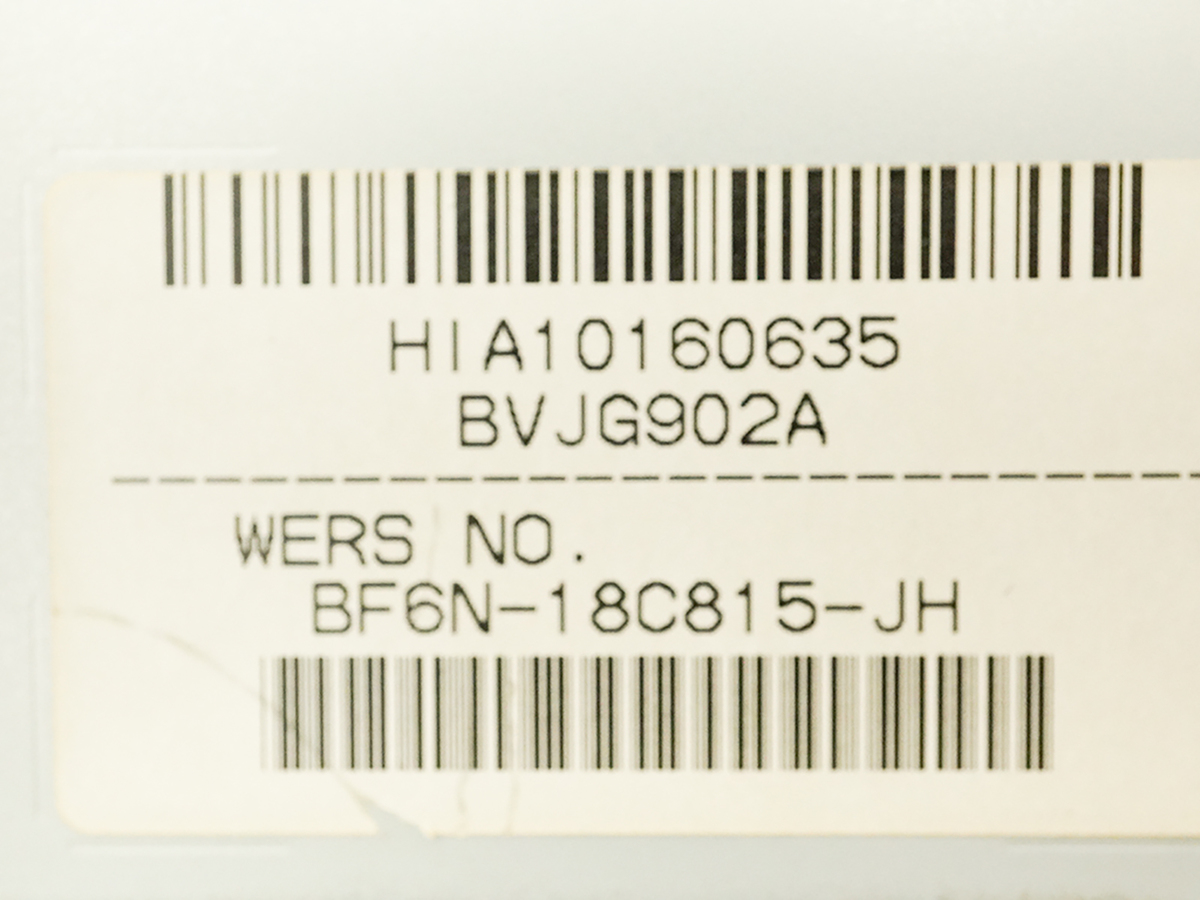 HIA10160635
BVJG902A
WERS NO.
BF6N-18C815-JH